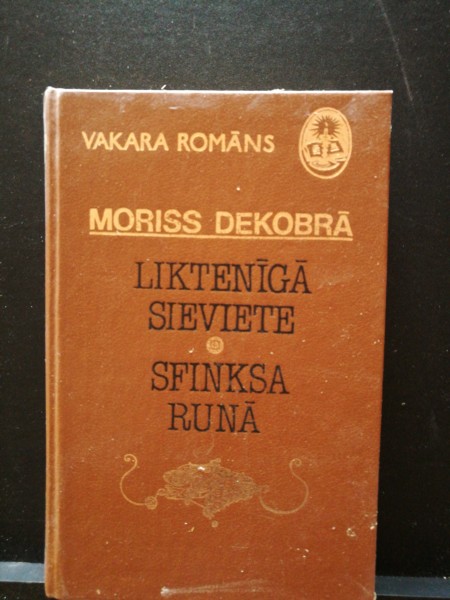 VAKARA ROMĀNS
MORISS DEKOBRĀ
LIKTENĪGĀ
SIEVIETE
SFINKSA
RUNĀ